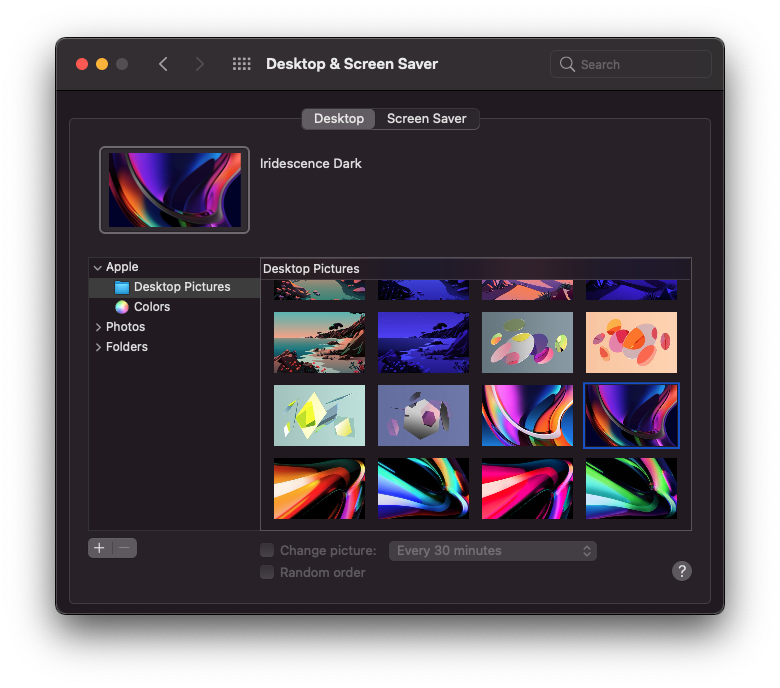 Desktop & Screen Saver
Search
Desktop
Screen Saver
Iridescence Dark
Apple
Desktop Pictures
Colors
Photos
Folders
Desktop Pictures
+ −
Change picture:
Every 30 minutes
Random order
?